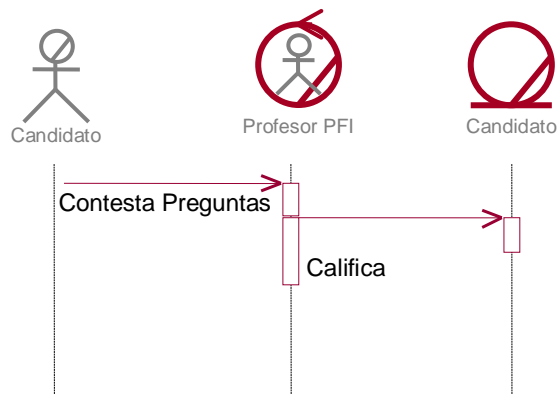 Candidato
Profesor PFI
Candidato
Contesta Preguntas
Califica